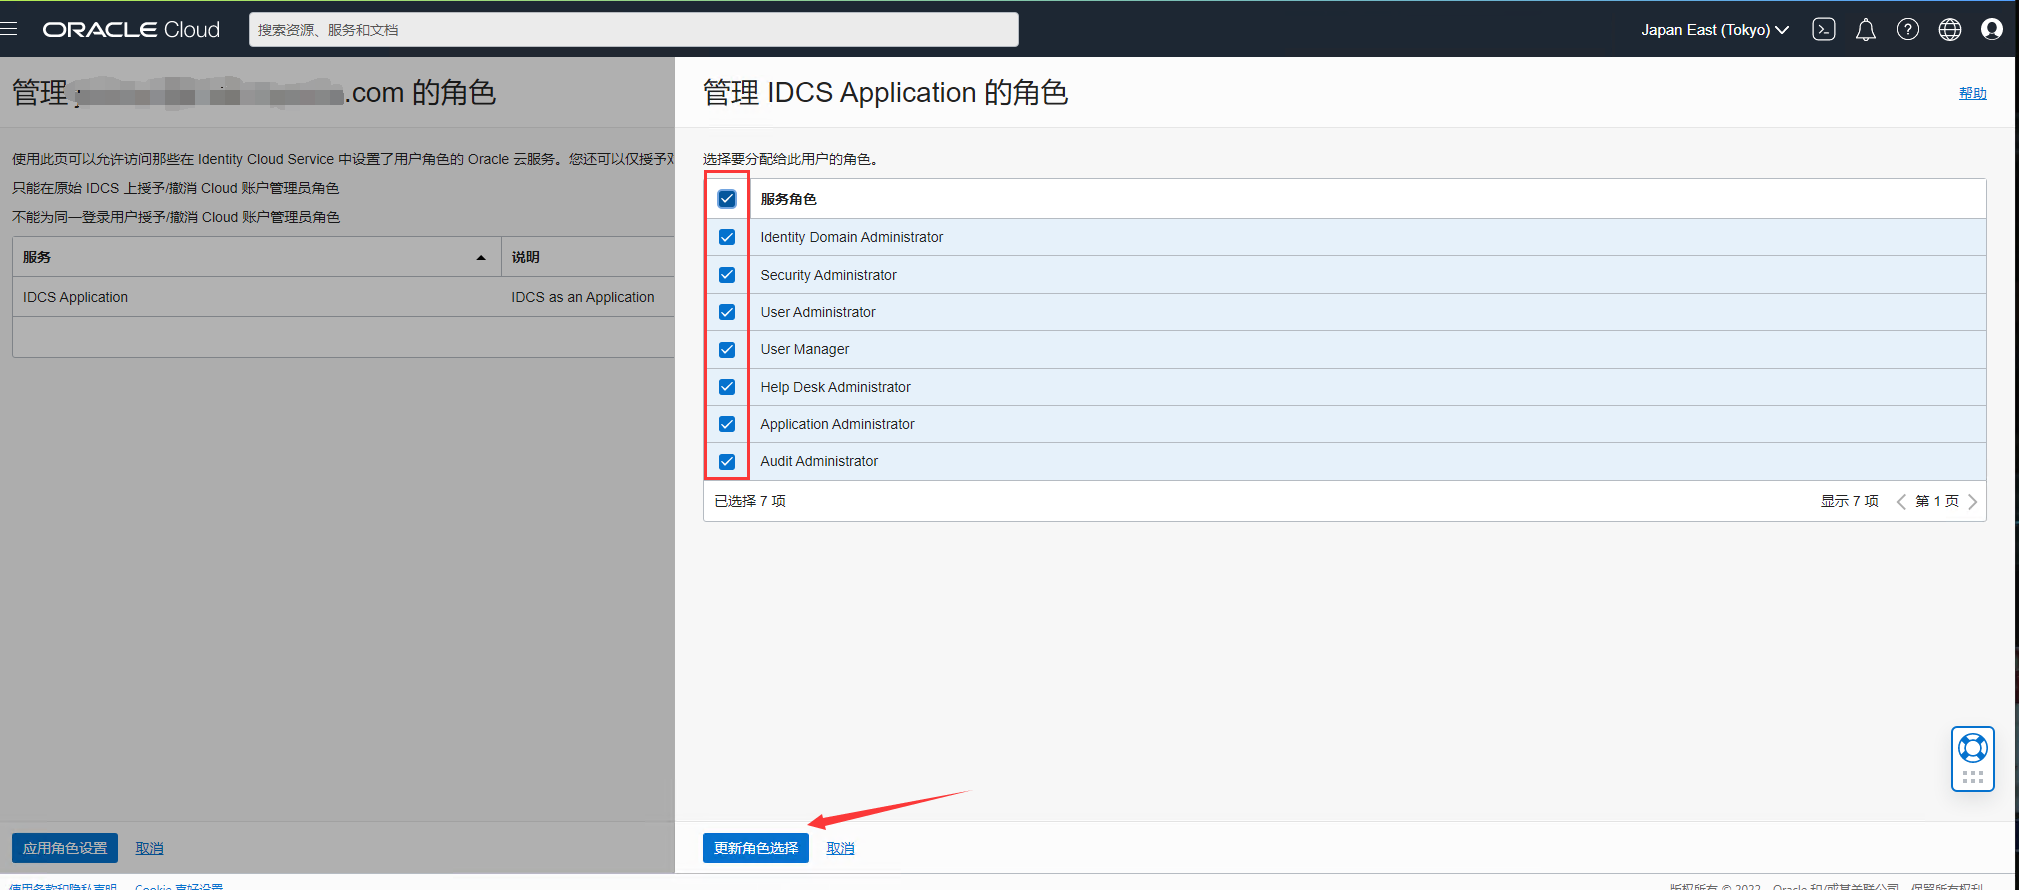 ORACLE Cloud
搜索资源、服务和文档
Japan East (Tokyo)
管理 .com 的角色
使用此页可以允许访问那些在 Identity Cloud Service 中设置了用户角色的 Oracle 云服务。您还可以仅授予
只能在原始 IDCS 上授予/撤消 Cloud 账户管理员角色
不能为同一登录用户授予/撤消 Cloud 账户管理员角色
服务 说明
IDCS Application IDCS as an Application
应用角色设置 取消
管理 IDCS Application 的角色
帮助
选择要分配给此用户的角色。
服务角色
Identity Domain Administrator
Security Administrator
User Administrator
User Manager
Help Desk Administrator
Application Administrator
Audit Administrator
已选择 7 项 显示 7 项 第 1 页
更新角色选择 取消
使用条款和隐私声明 Cookie 喜好设置
版权所有 © 2022, Oracle 和/或其关联公司。保留所有权利。